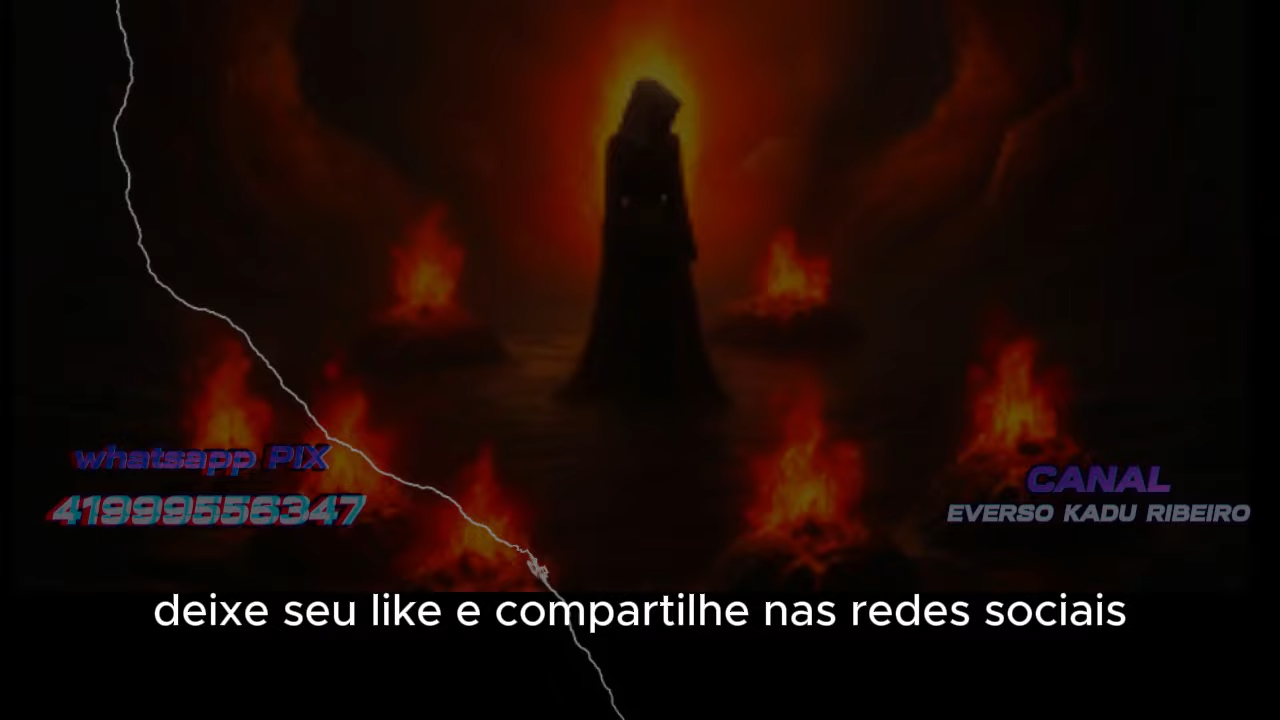 whatsapp PIX
41999556347
CANAL
EVERSO KADU RIBEIRO
deixe seu like e compartilhe nas redes sociais